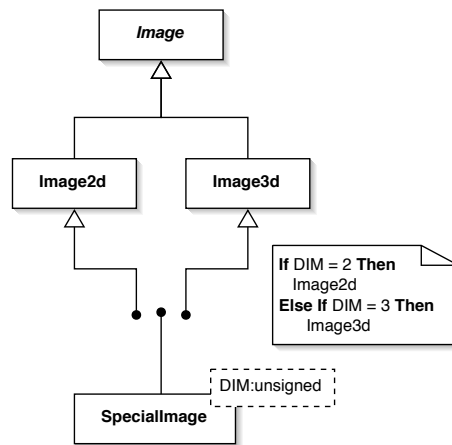 Image
Image2d
Image3d
If DIM = 2 Then
Image2d
Else If DIM = 3 Then
Image3d
DIM:unsigned
SpecialImage